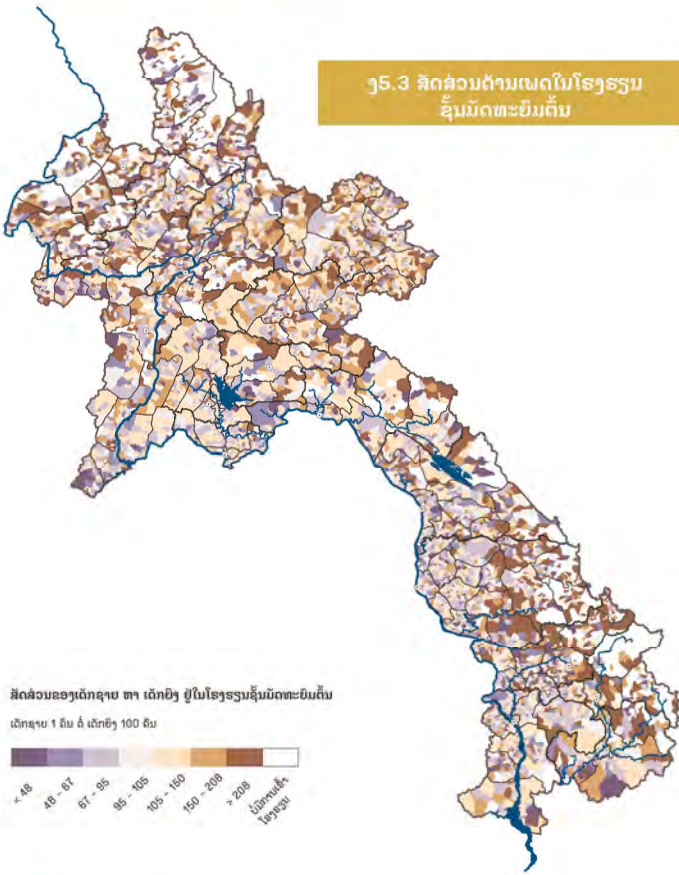 ງ5.3 ສັດສ່ວນດ້ານເພດໃນໂຮງຮຽນ
ຊັ້ນມັດທະຍົມຕົ້ນ
ສັດສ່ວນຂອງເດັກຊາຍ ຫາ ເດັກຍິງ ຢູ່ໃນໂຮງຮຽນຊັ້ນມັດທະຍົມຕົ້ນ
ເດັກຊາຍ 1 ຄົນ ຕໍ່ ເດັກຍິງ 100 ຄົນ
< 48
48 - 67
67 - 95
95 - 105
105 - 150
150 - 208
> 208
ບໍ່ມີການເຂົ້າ
ໂຮງຮຽນ